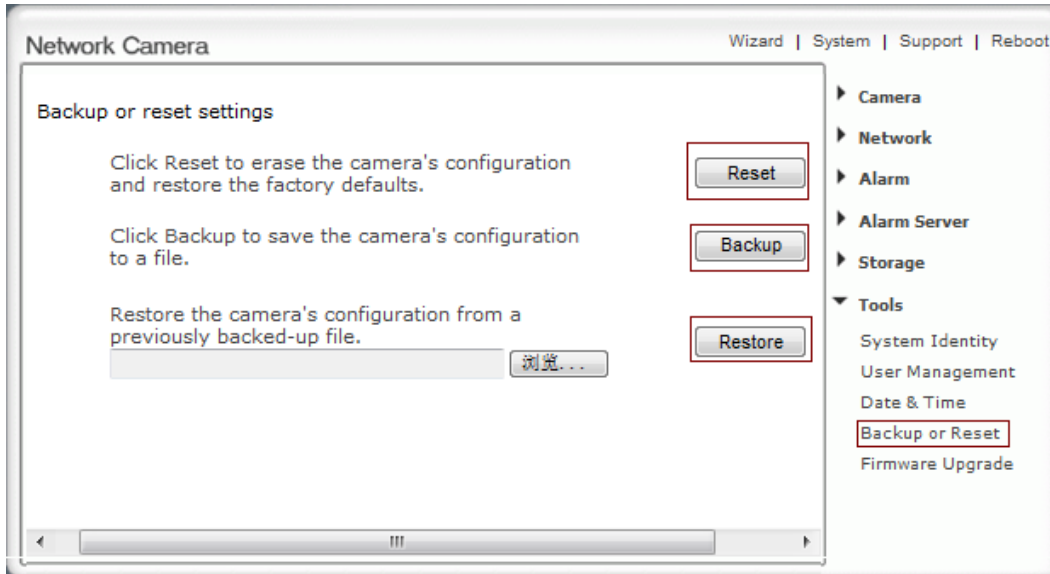 Network Camera
Wizard | System | Support | Reboot
Backup or reset settings
Click Reset to erase the camera's configuration
and restore the factory defaults.
Reset
Click Backup to save the camera's configuration
to a file.
Backup
Restore the camera's configuration from a
previously backed-up file.
浏览...
Restore
Camera
Network
Alarm
Alarm Server
Storage
Tools
System Identity
User Management
Date & Time
Backup or Reset
Firmware Upgrade